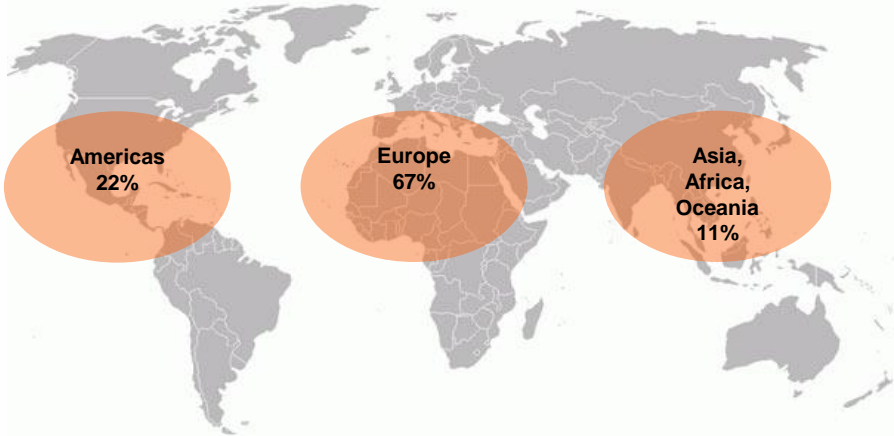 Americas
22%
Europe
67%
Asia,
Africa,
Oceania
11%